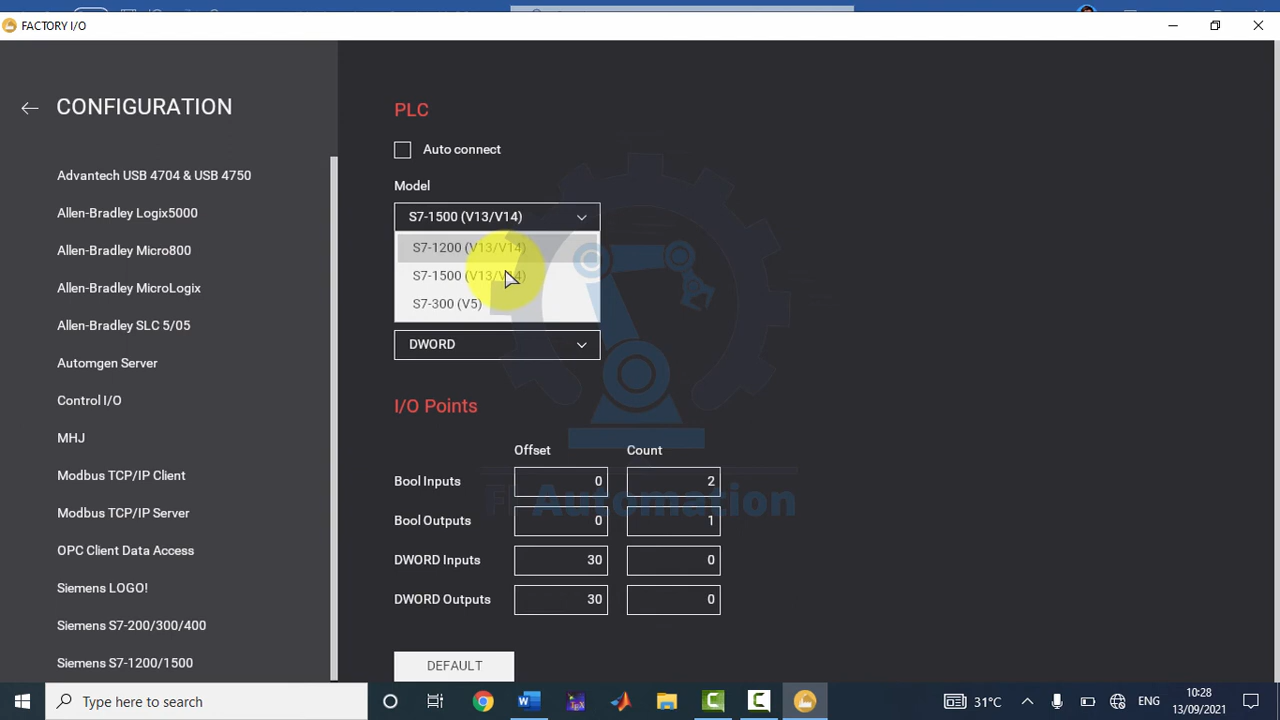 FACTORY I/O
CONFIGURATION
Advantech USB 4704 & USB 4750
Allen-Bradley Logix5000
Allen-Bradley Micro800
Allen-Bradley MicroLogix
Allen-Bradley SLC 5/05
Automgen Server
Control I/O
MHJ
Modbus TCP/IP Client
Modbus TCP/IP Server
OPC Client Data Access
Siemens LOGO!
Siemens S7-200/300/400
Siemens S7-1200/1500
PLC
Auto connect
Model
S7-1500 (V13/V14)
S7-1200 (V13/V14)
S7-1500 (V13/V14)
S7-300 (V5)
DWORD
I/O Points
Offset Count
Bool Inputs 0 2
Bool Outputs 0 1
DWORD Inputs 30 0
DWORD Outputs 30 0
Automation
DEFAULT
Type here to search
31°C
ENG
10:28
13/09/2021